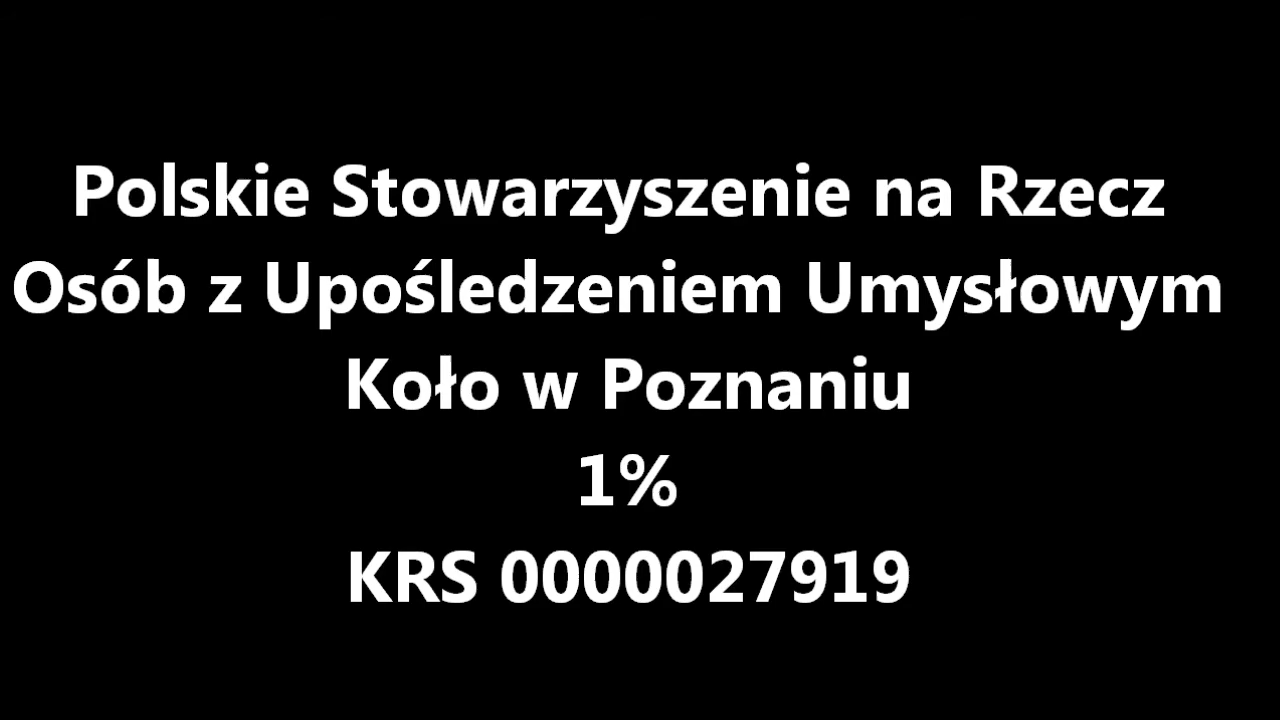 Polskie Stowarzyszenie na Rzecz
Osób z Upośledzeniem Umysłowym
Koło w Poznaniu
1%
KRS 0000027919